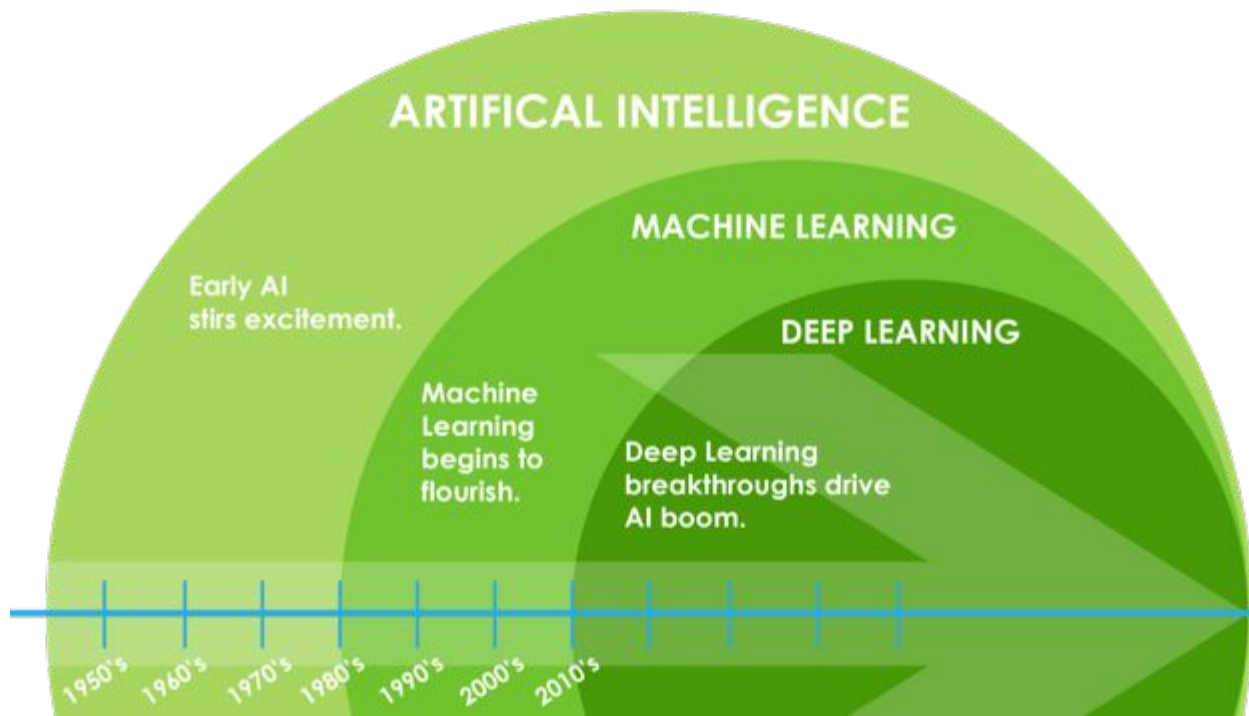 ARTIFICAL INTELLIGENCE
MACHINE LEARNING
DEEP LEARNING
Early AI
stirs excitement.
Machine
Learning
begins to
flourish.
Deep Learning
breakthroughs drive
AI boom.
1950's
1960's
1970's
1980's
1990's
2000's
2010's